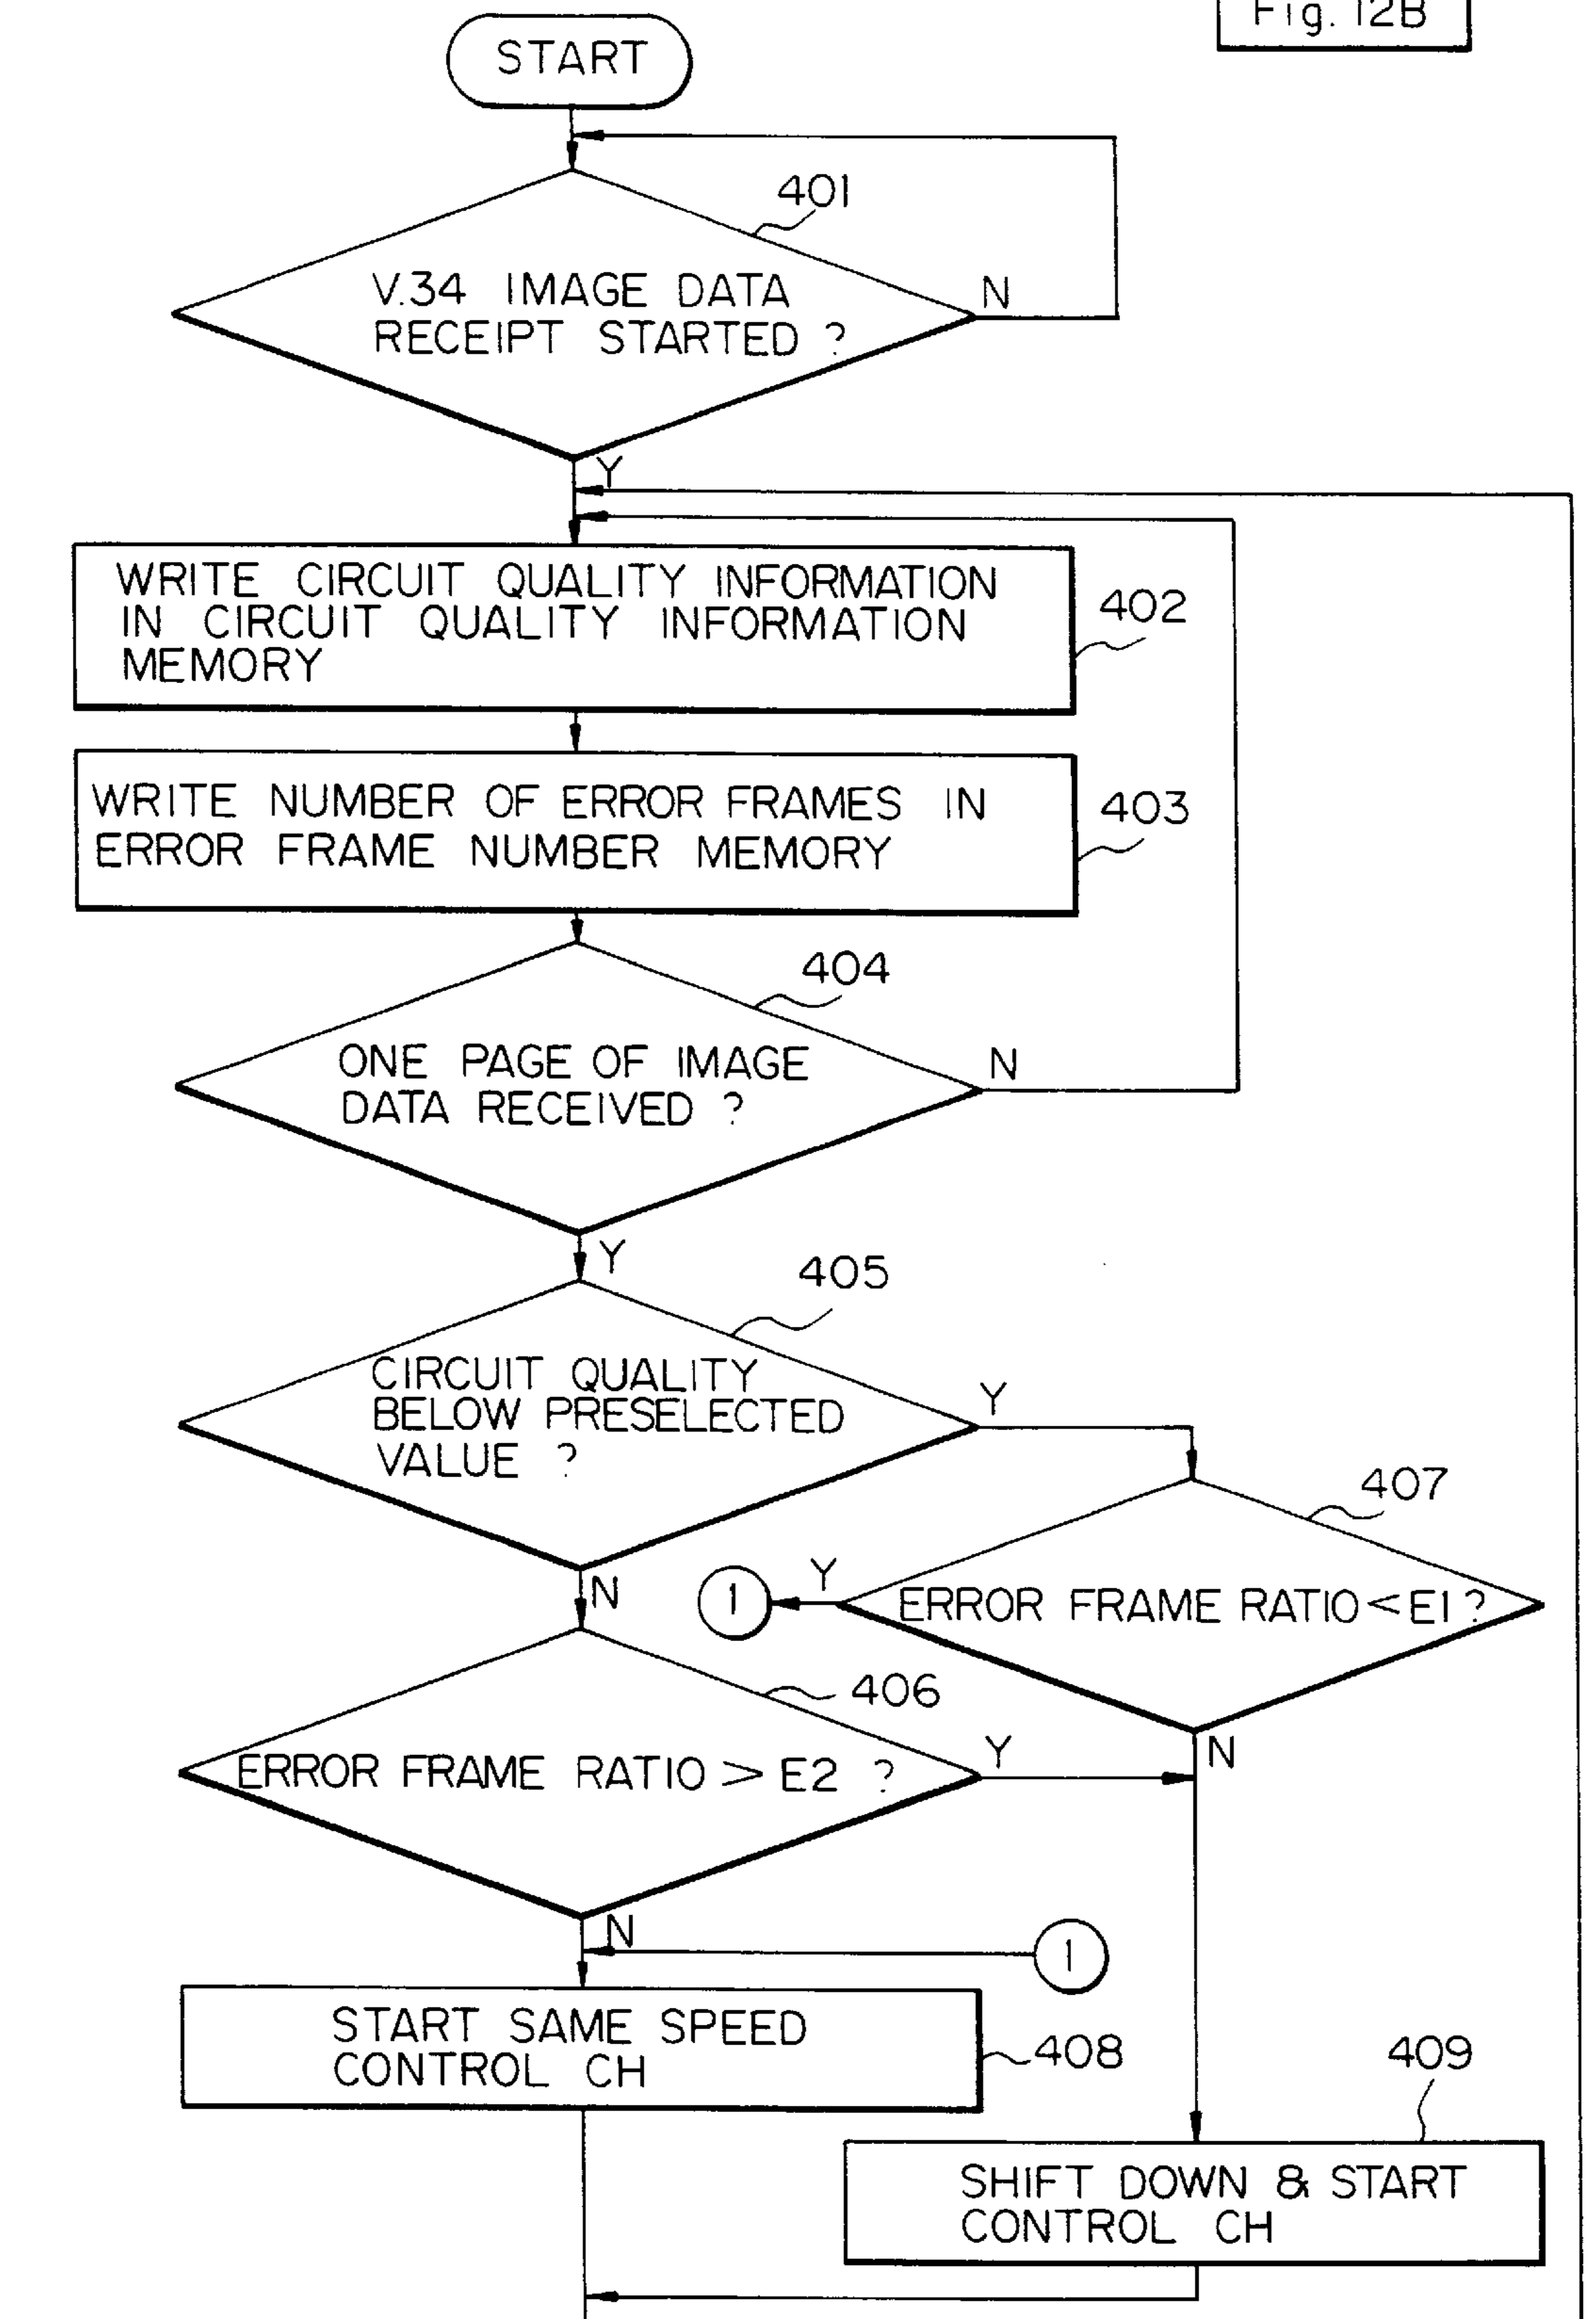 Fig. 12B
START
401
V.34 IMAGE DATA
RECEIPT STARTED ?
N
Y
WRITE CIRCUIT QUALITY INFORMATION
IN CIRCUIT QUALITY INFORMATION
MEMORY
402
WRITE NUMBER OF ERROR FRAMES IN
ERROR FRAME NUMBER MEMORY
403
404
ONE PAGE OF IMAGE
DATA RECEIVED ?
N
Y
405
CIRCUIT QUALITY
BELOW PRESELECTED
VALUE ?
Y
N
407
1
Y
ERROR FRAME RATIO < E1 ?
N
406
ERROR FRAME RATIO > E2 ?
Y
N
1
START SAME SPEED
CONTROL CH
408
409
SHIFT DOWN & START
CONTROL CH